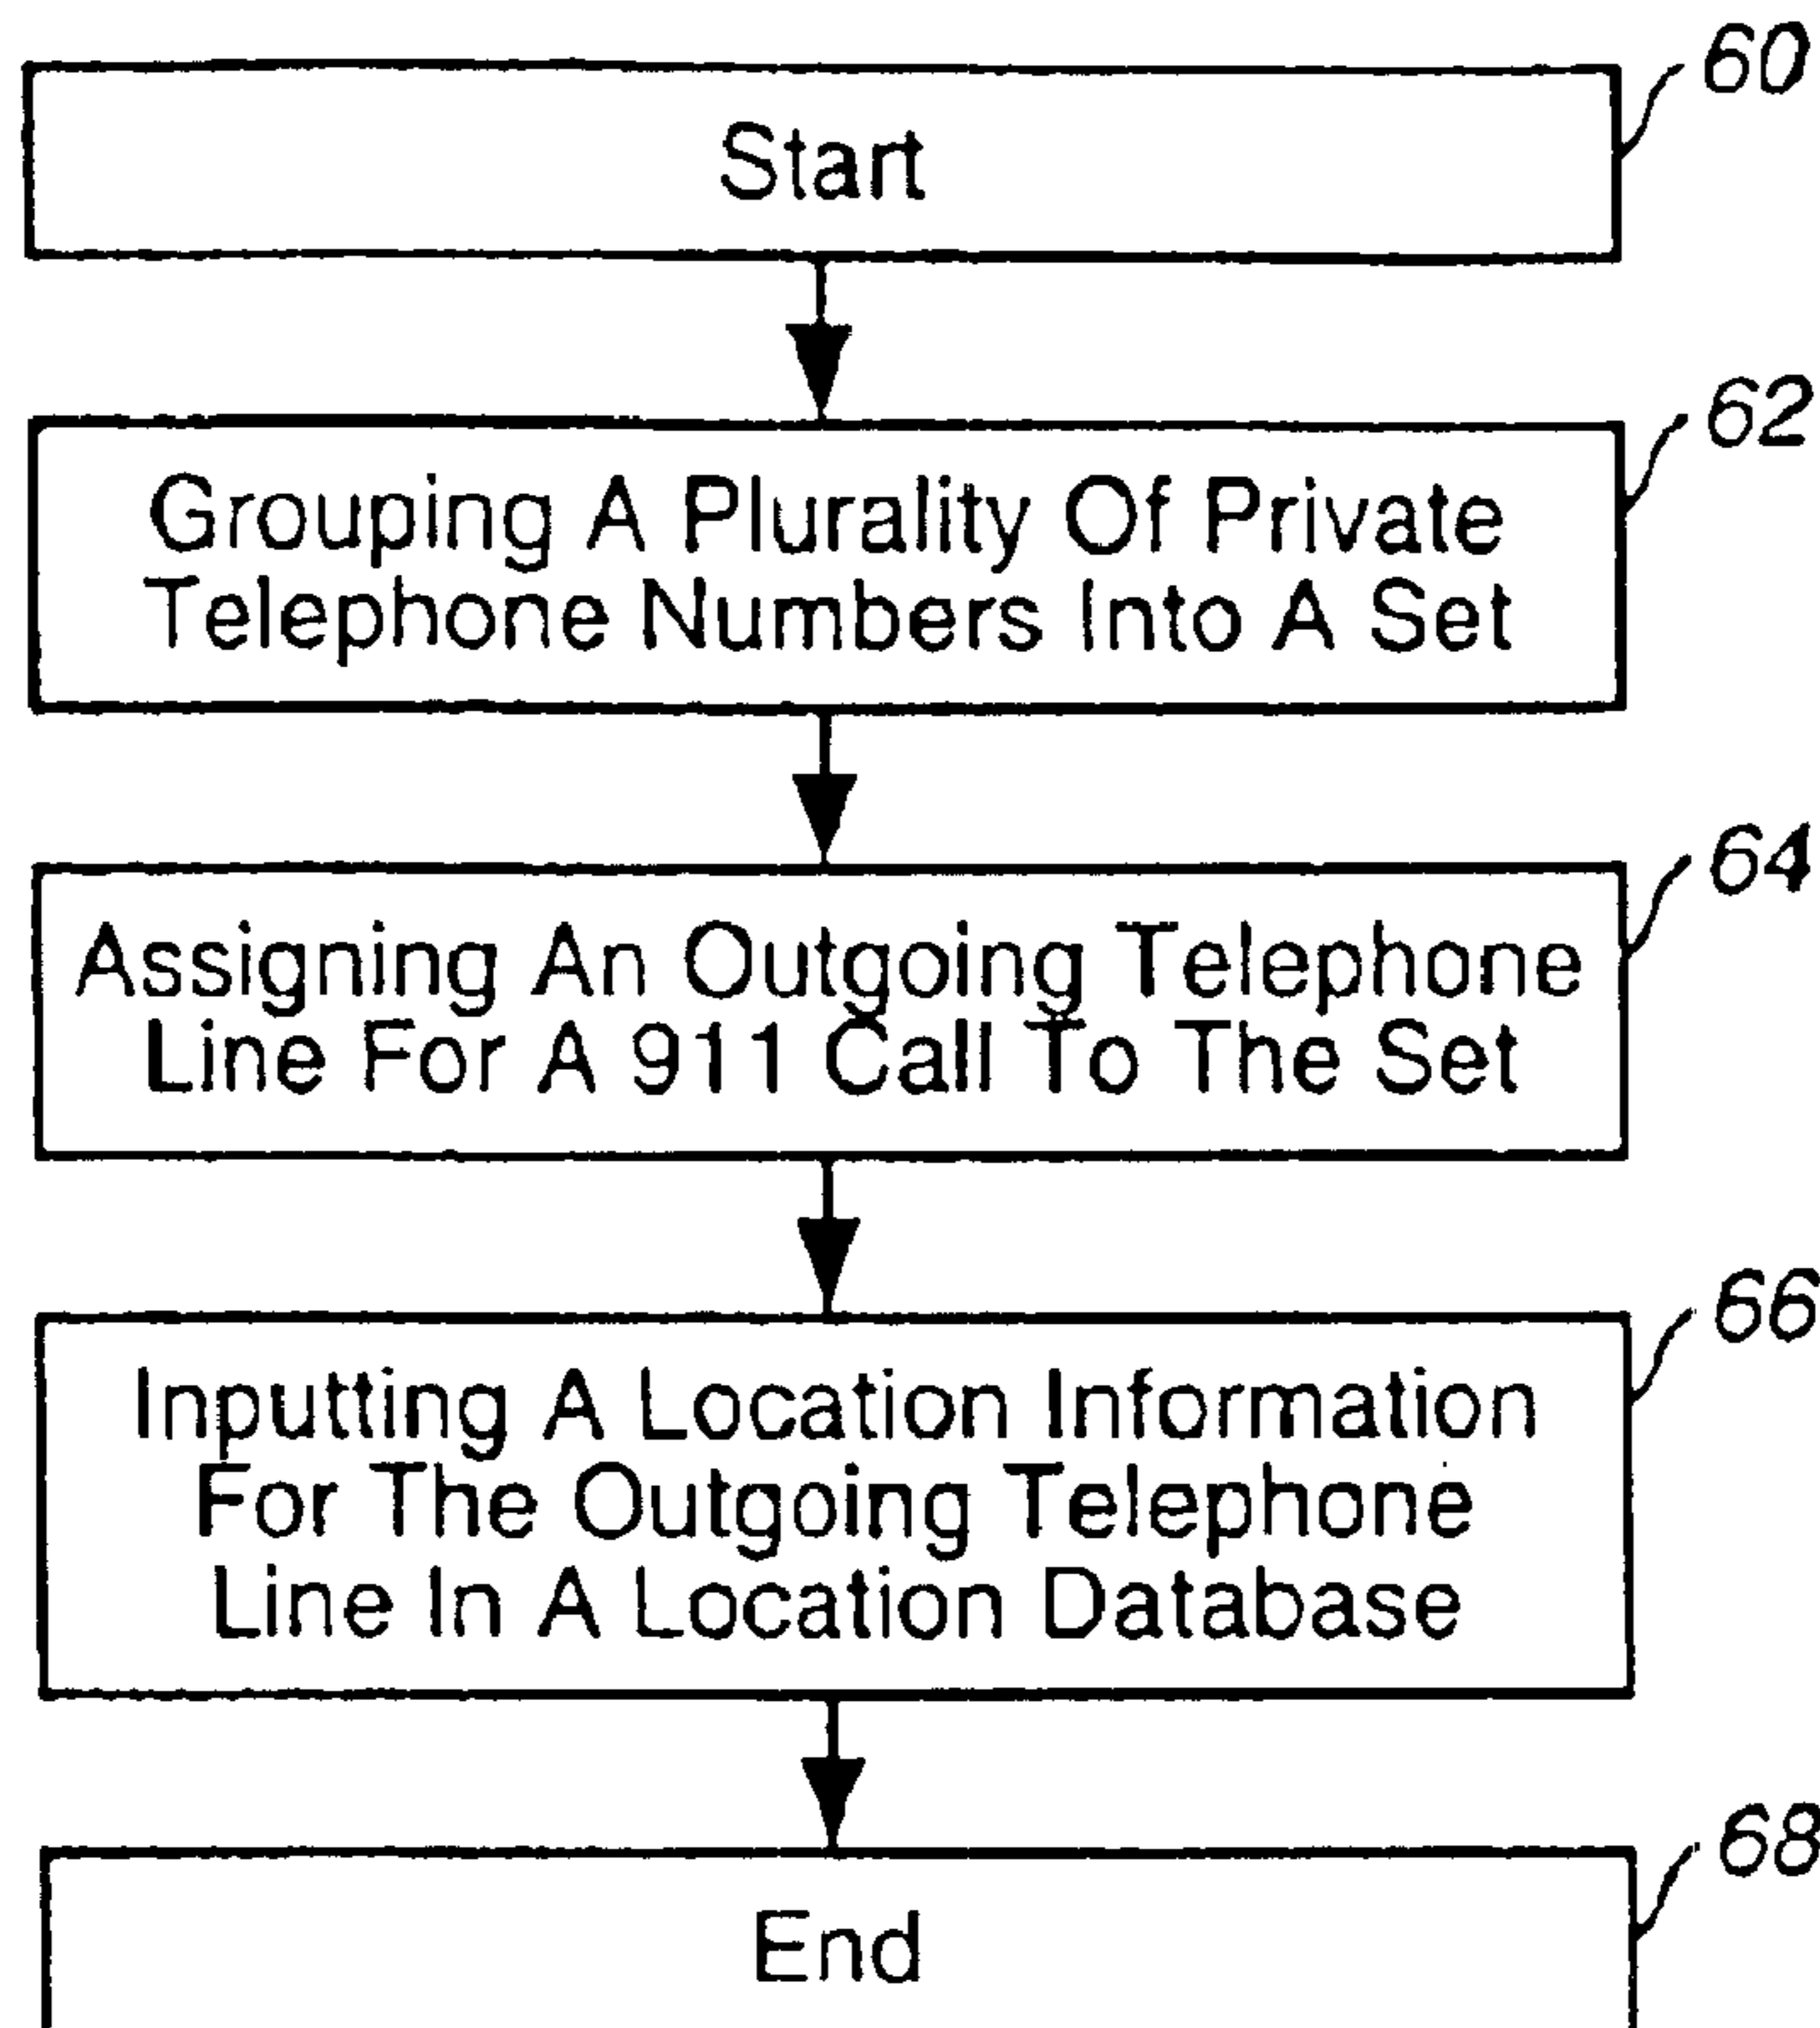 60
Start
62
Grouping A Plurality Of Private
Telephone Numbers Into A Set
64
Assigning An Outgoing Telephone
Line For A 911 Call To The Set
66
Inputting A Location Information
For The Outgoing Telephone
Line In A Location Database
68
End